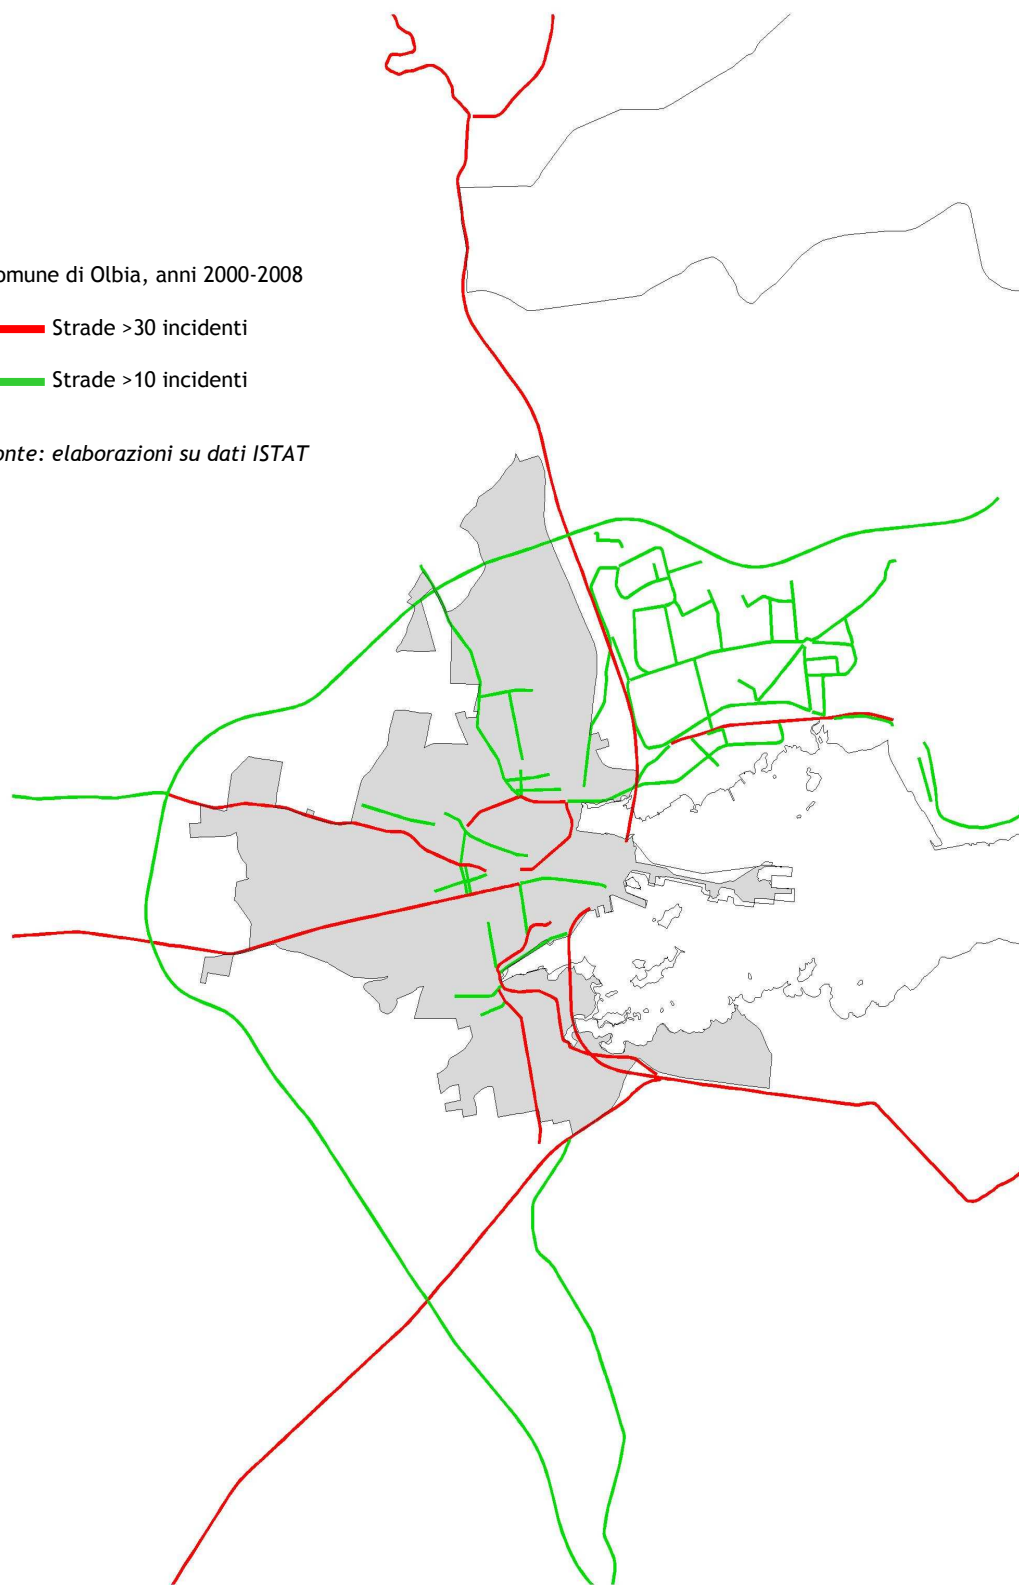 omune di Olbia, anni 2000-2008
Strade >30 incidenti
Strade >10 incidenti
onte: elaborazioni su dati ISTAT